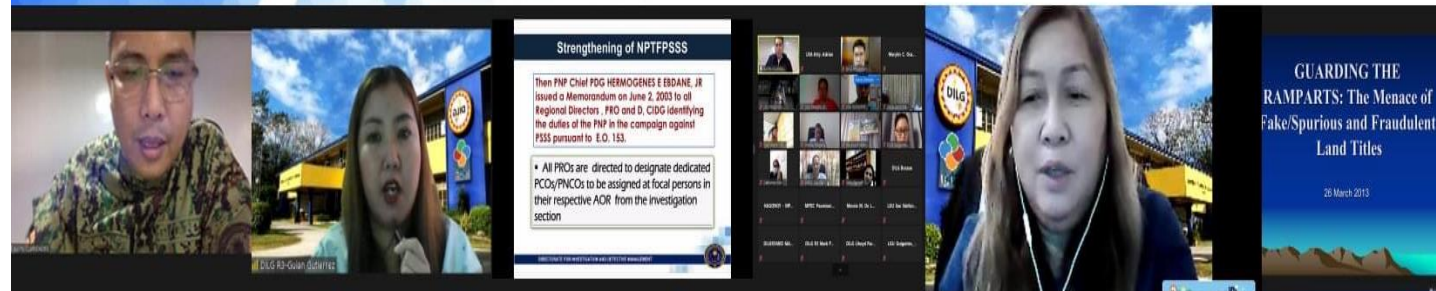 DILG
DILG R3-Guian Gutierrez
Strengthening of NPTFPSSS
Then PNP Chief PDG HERMOGENES E EBDANE, JR
issued a Memorandum on June 2, 2003 to all
Regional Directors , PRO and D, CIDG identifying
the duties of the PNP in the campaign against
PSSS pursuant to E.O. 153.
• All PROs are directed to designate dedicated
PCOs/PNCOs to be assigned at focal persons in
their respective AOR from the investigation
section
DIRECTORATE FOR INVESTIGATION AND DETECTIVE MANAGEMENT
DILG
GUARDING THE
RAMPARTS: The Menace of
Fake/Spurious and Fraudulent
Land Titles
26 March 2013